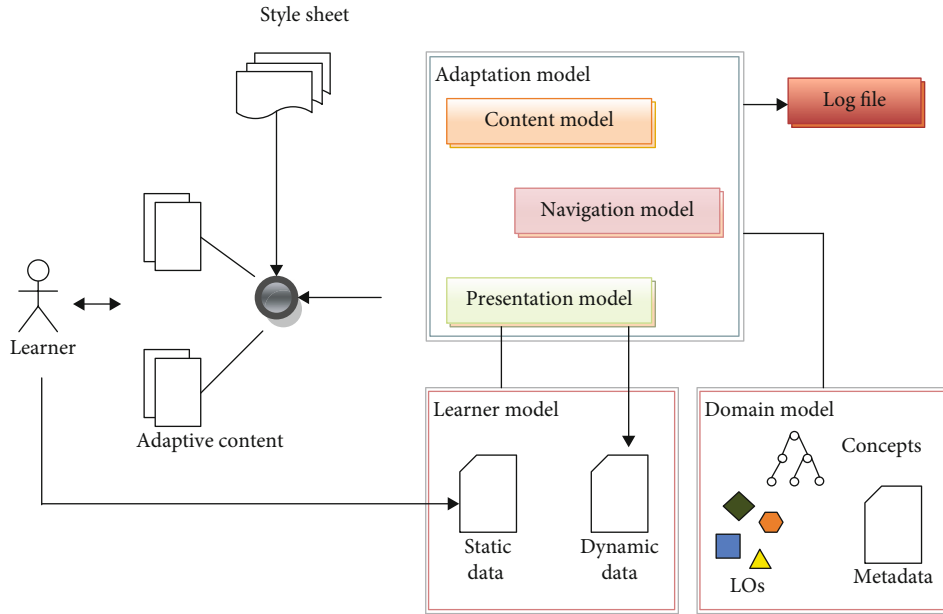 Style sheet
Adaptation model
Content model
Log file
Navigation model
Presentation model
Learner
Adaptive content
Learner model
Static
data
Dynamic
data
Domain model
Concepts
LOs
Metadata